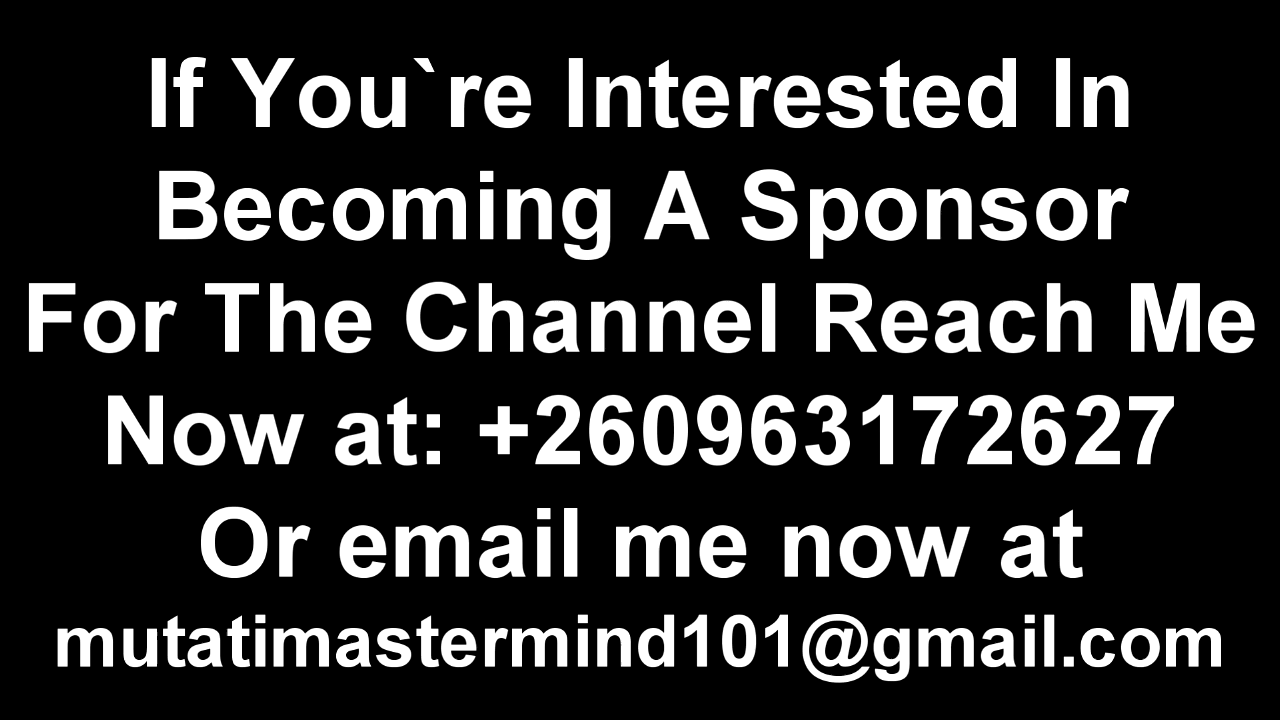 If You`re Interested In
Becoming A Sponsor
For The Channel Reach Me
Now at: +260963172627
Or email me now at
mutatimastermind101@gmail.com